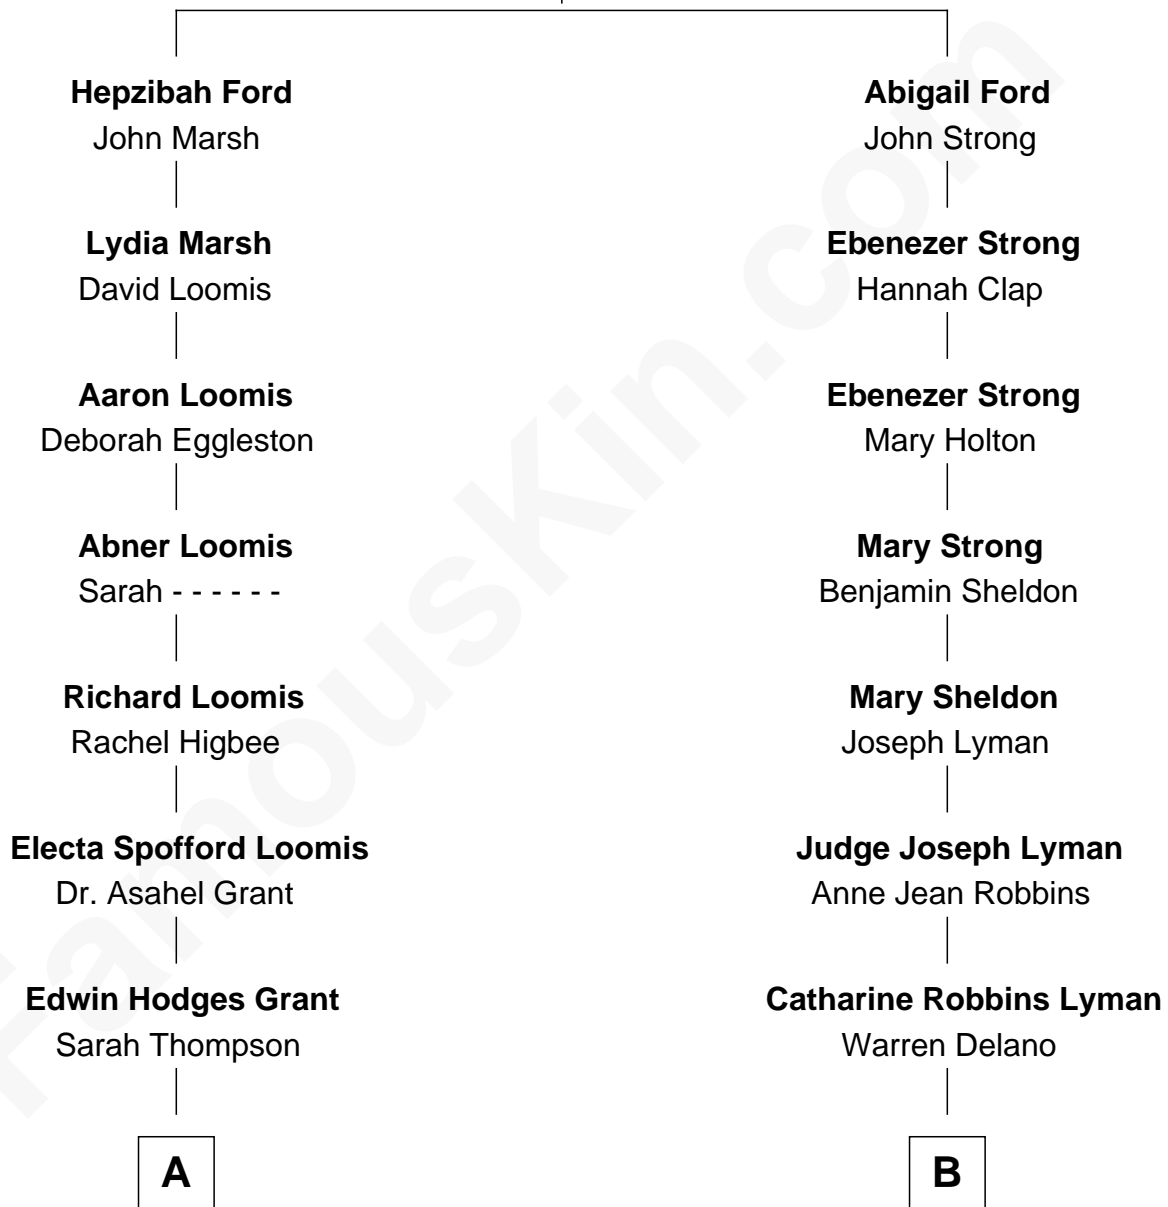 Hepzibah Ford
John Marsh
Abigail Ford
John Strong
Lydia Marsh
David Loomis
Ebenezer Strong
Hannah Clap
Aaron Loomis
Deborah Eggleston
Ebenezer Strong
Mary Holton
Abner Loomis
Sarah - - - - - -
Mary Strong
Benjamin Sheldon
Richard Loomis
Rachel Higbee
Mary Sheldon
Joseph Lyman
Electa Spofford Loomis
Dr. Asahel Grant
Judge Joseph Lyman
Anne Jean Robbins
Edwin Hodges Grant
Sarah Thompson
Catharine Robbins Lyman
Warren Delano
A
B
FamousKin.com